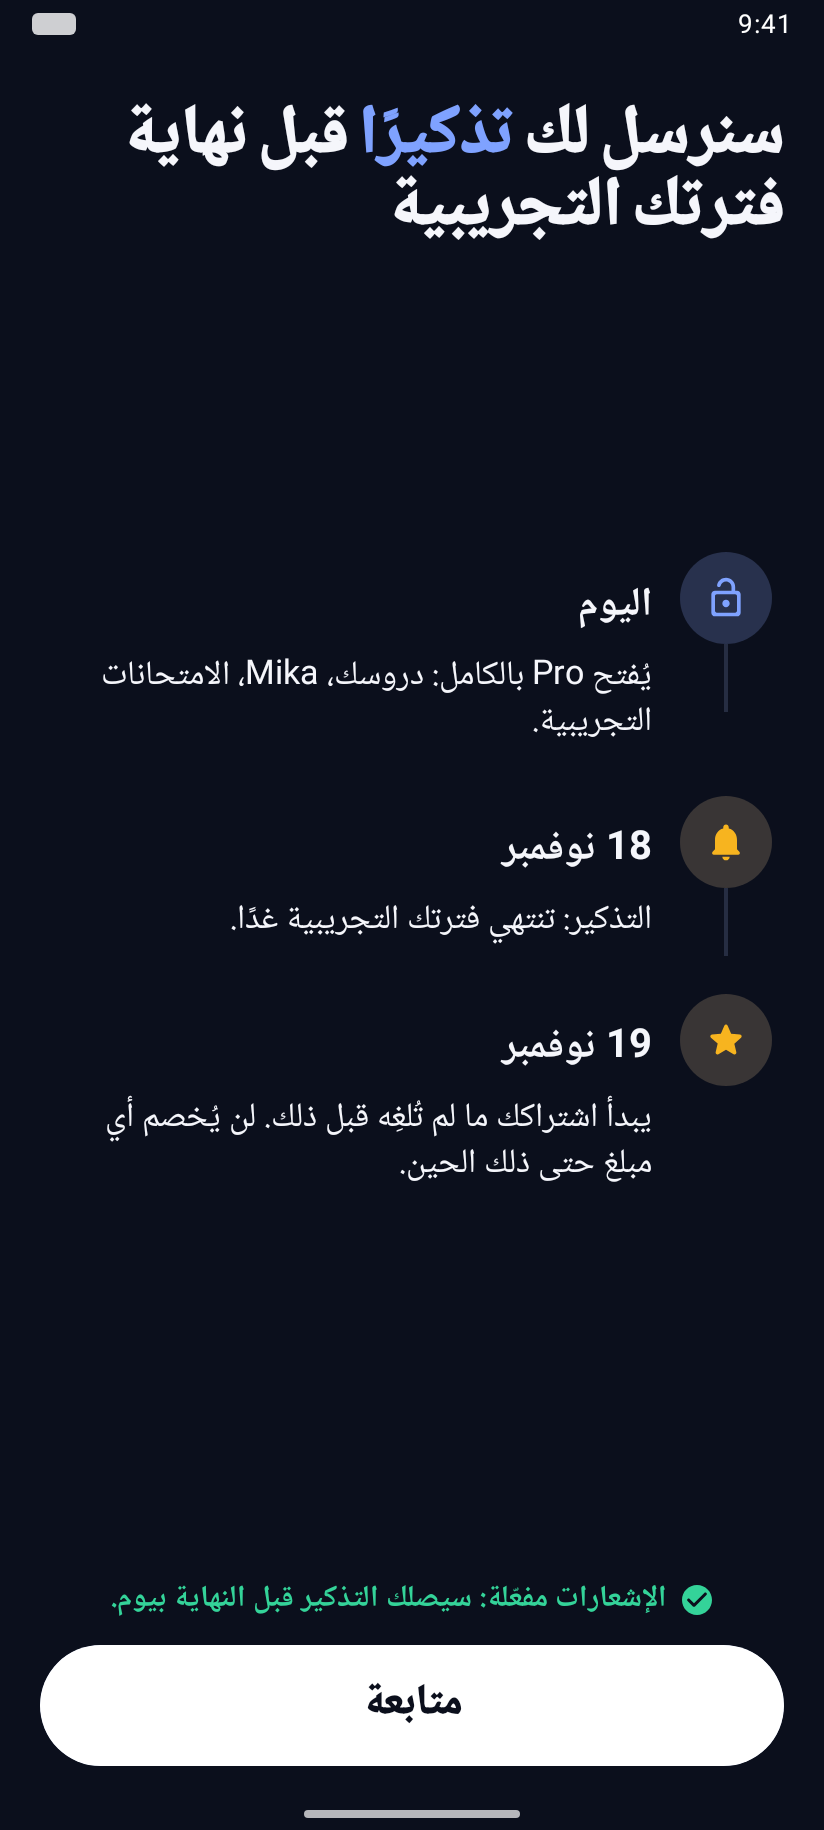 9:41
سنرسل لك تذكيرًا قبل نهاية
فترتك التجريبية
اليوم
يُفتح Pro بالكامل: دروسك، Mika، الامتحانات
التجريبية.
18 نوفمبر
التذكير: تنتهي فترتك التجريبية غدًا.
19 نوفمبر
يبدأ اشتراكك ما لم تُلغِه قبل ذلك. لن يُخصم أي
مبلغ حتى ذلك الحين.
الإشعارات مفعّلة: سيصلك التذكير قبل النهاية بيوم.
متابعة